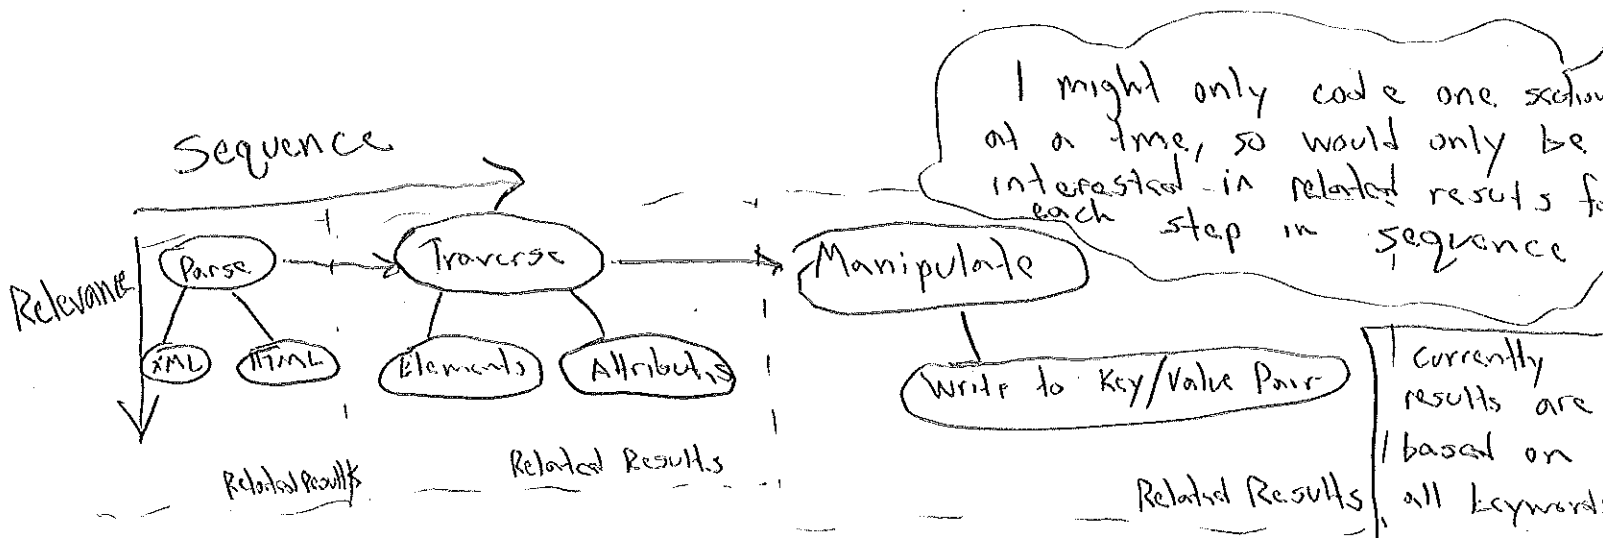 I might only code one section
at a time, so would only be
interested in related results fo
each step in sequence
Sequence
Relevance
Parse
Traverse
Manipulate
XML
HTML
Elements
Attributes
Write to Key/Value Pair
Related Results
Related Results
Related Results
currently
results are
based on
all keywords